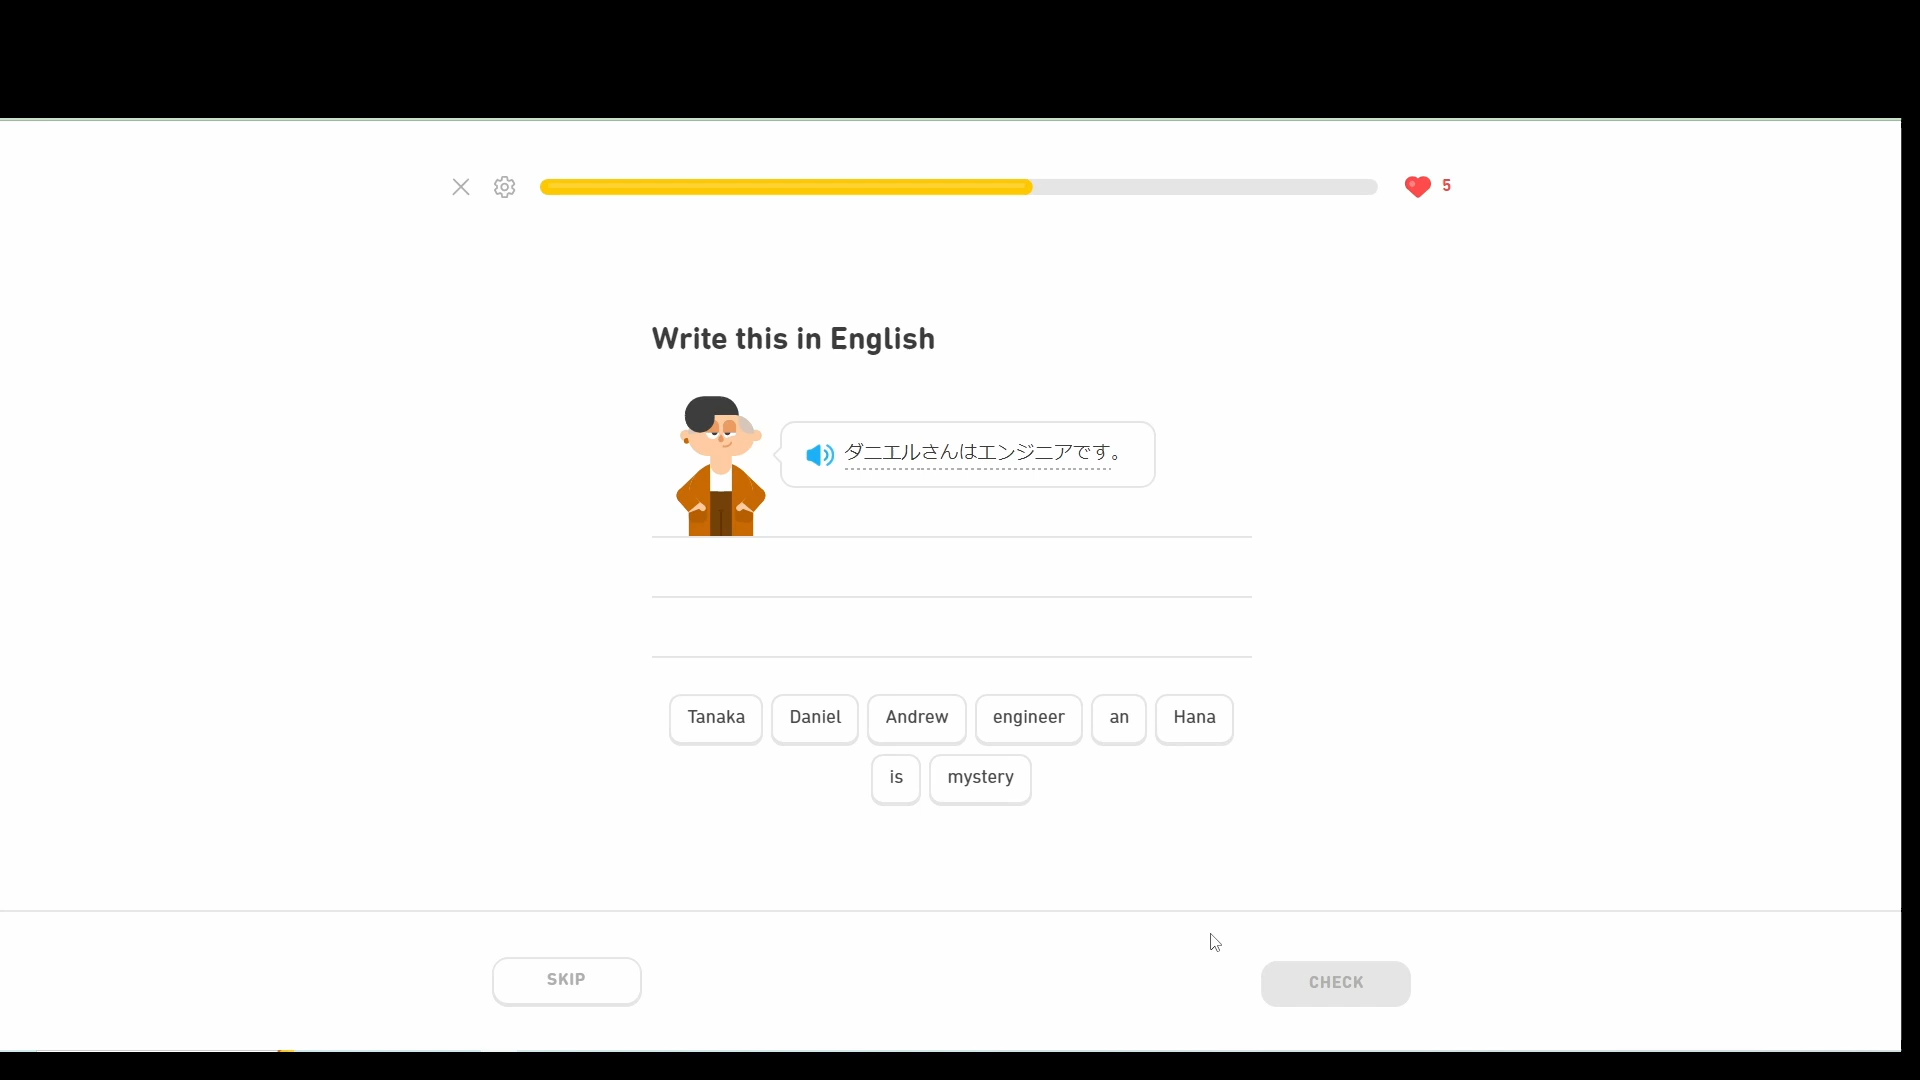 5
Write this in English
ダニエルさんはエンジニアです。
Tanaka Daniel Andrew engineer an Hana
is mystery
SKIP CHECK